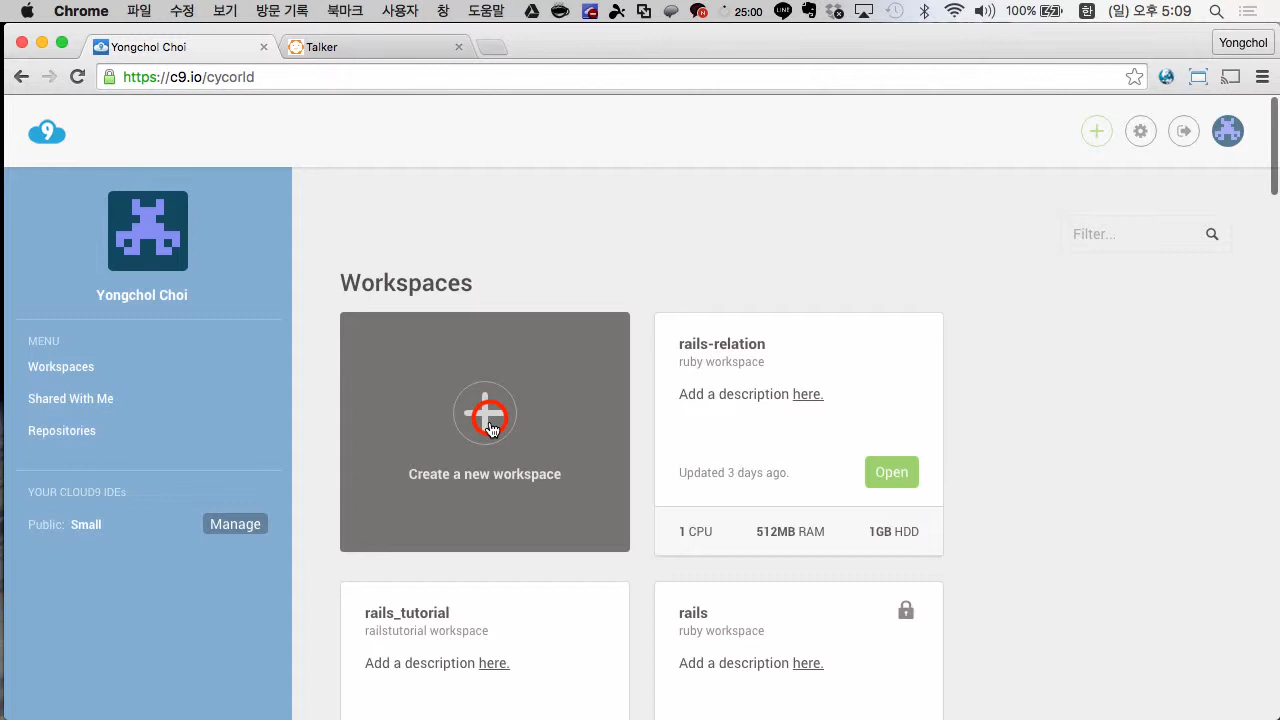 Chrome 파일 수정 보기 방문 기록 북마크 사용자 창 도움말 25:00 LINE 100% 한 (일) 오후 5:09
Yongchol Choi
Talker
Yongchol
https://c9.io/cycorld
9
Filter...
Yongchol Choi
MENU
Workspaces
Shared With Me
Repositories
YOUR CLOUD9 IDEs
Public: Small
Manage
Workspaces
Create a new workspace
rails-relation
ruby workspace
Add a description here.
Updated 3 days ago.
Open
1 CPU 512MB RAM 1GB HDD
rails_tutorial
railstutorial workspace
Add a description here.
rails
ruby workspace
Add a description here.